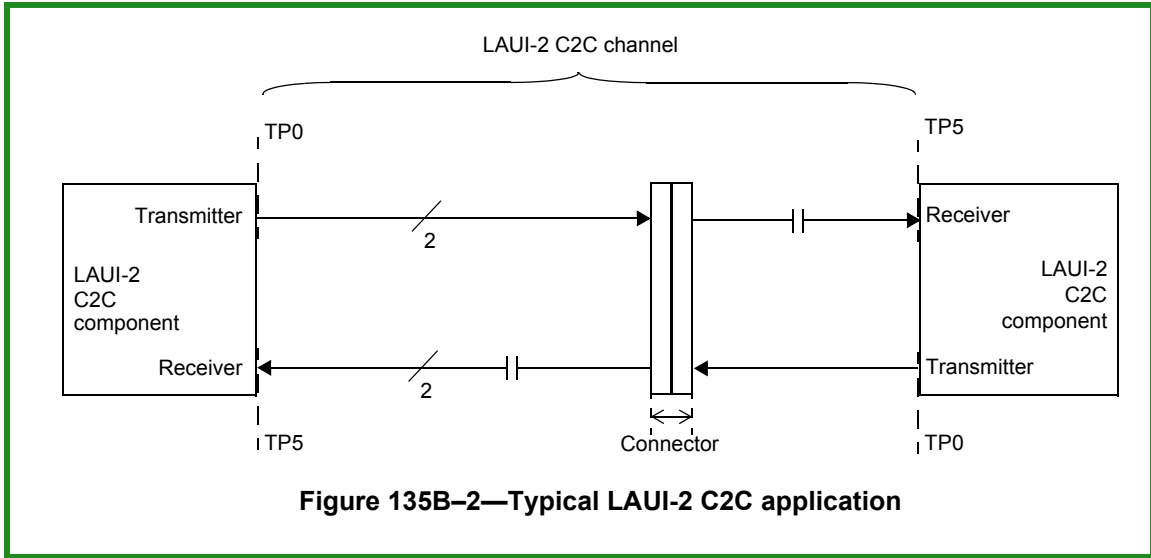 LAUI-2 C2C channel
TP0
TP5
Transmitter
2
Receiver
LAUI-2
C2C
component
LAUI-2
C2C
component
Receiver
2
Transmitter
TP5
Connector
TP0
Figure 135B–2—Typical LAUI-2 C2C application